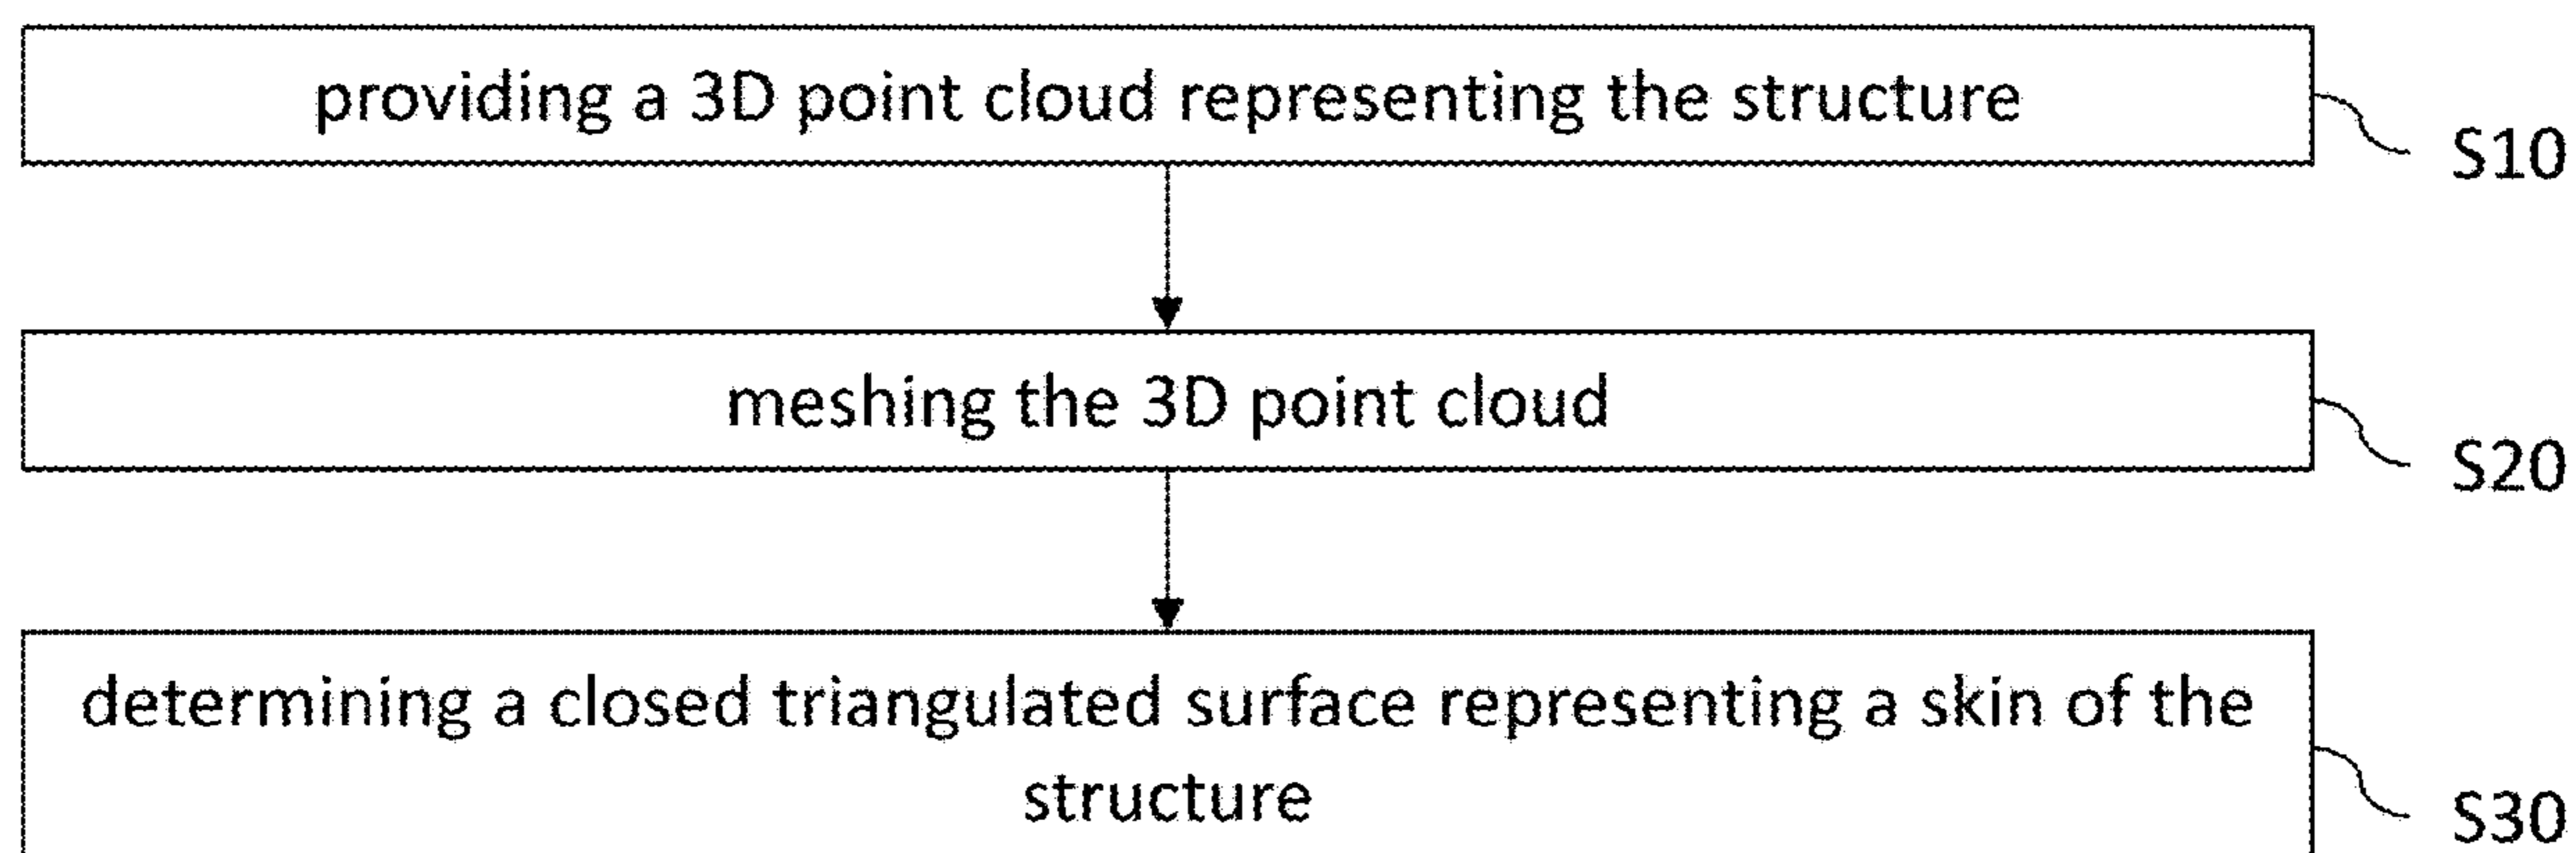 providing a 3D point cloud representing the structure
S10
meshing the 3D point cloud
S20
determining a closed triangulated surface representing a skin of the
structure
S30